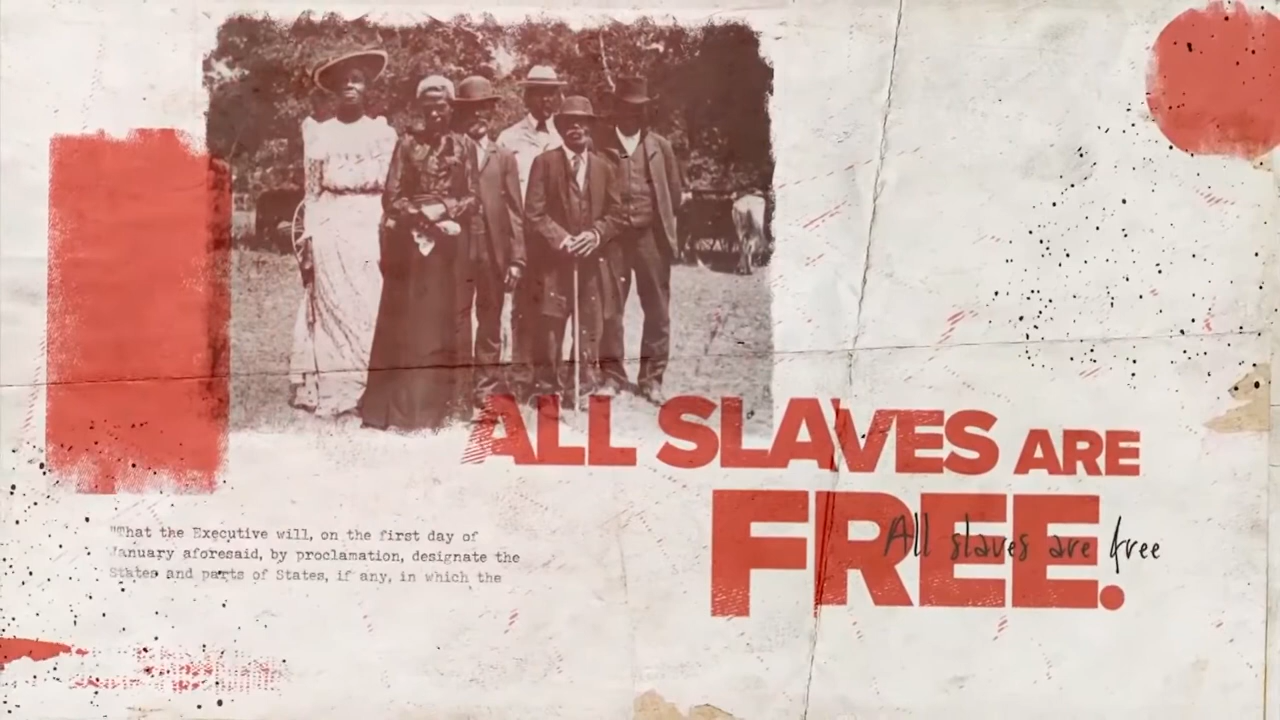 ALL SLAVES ARE
FREE.
All slaves are free
"That the Executive will, on the first day of
January aforesaid, by proclamation, designate the
States and parts of States, if any, in which the